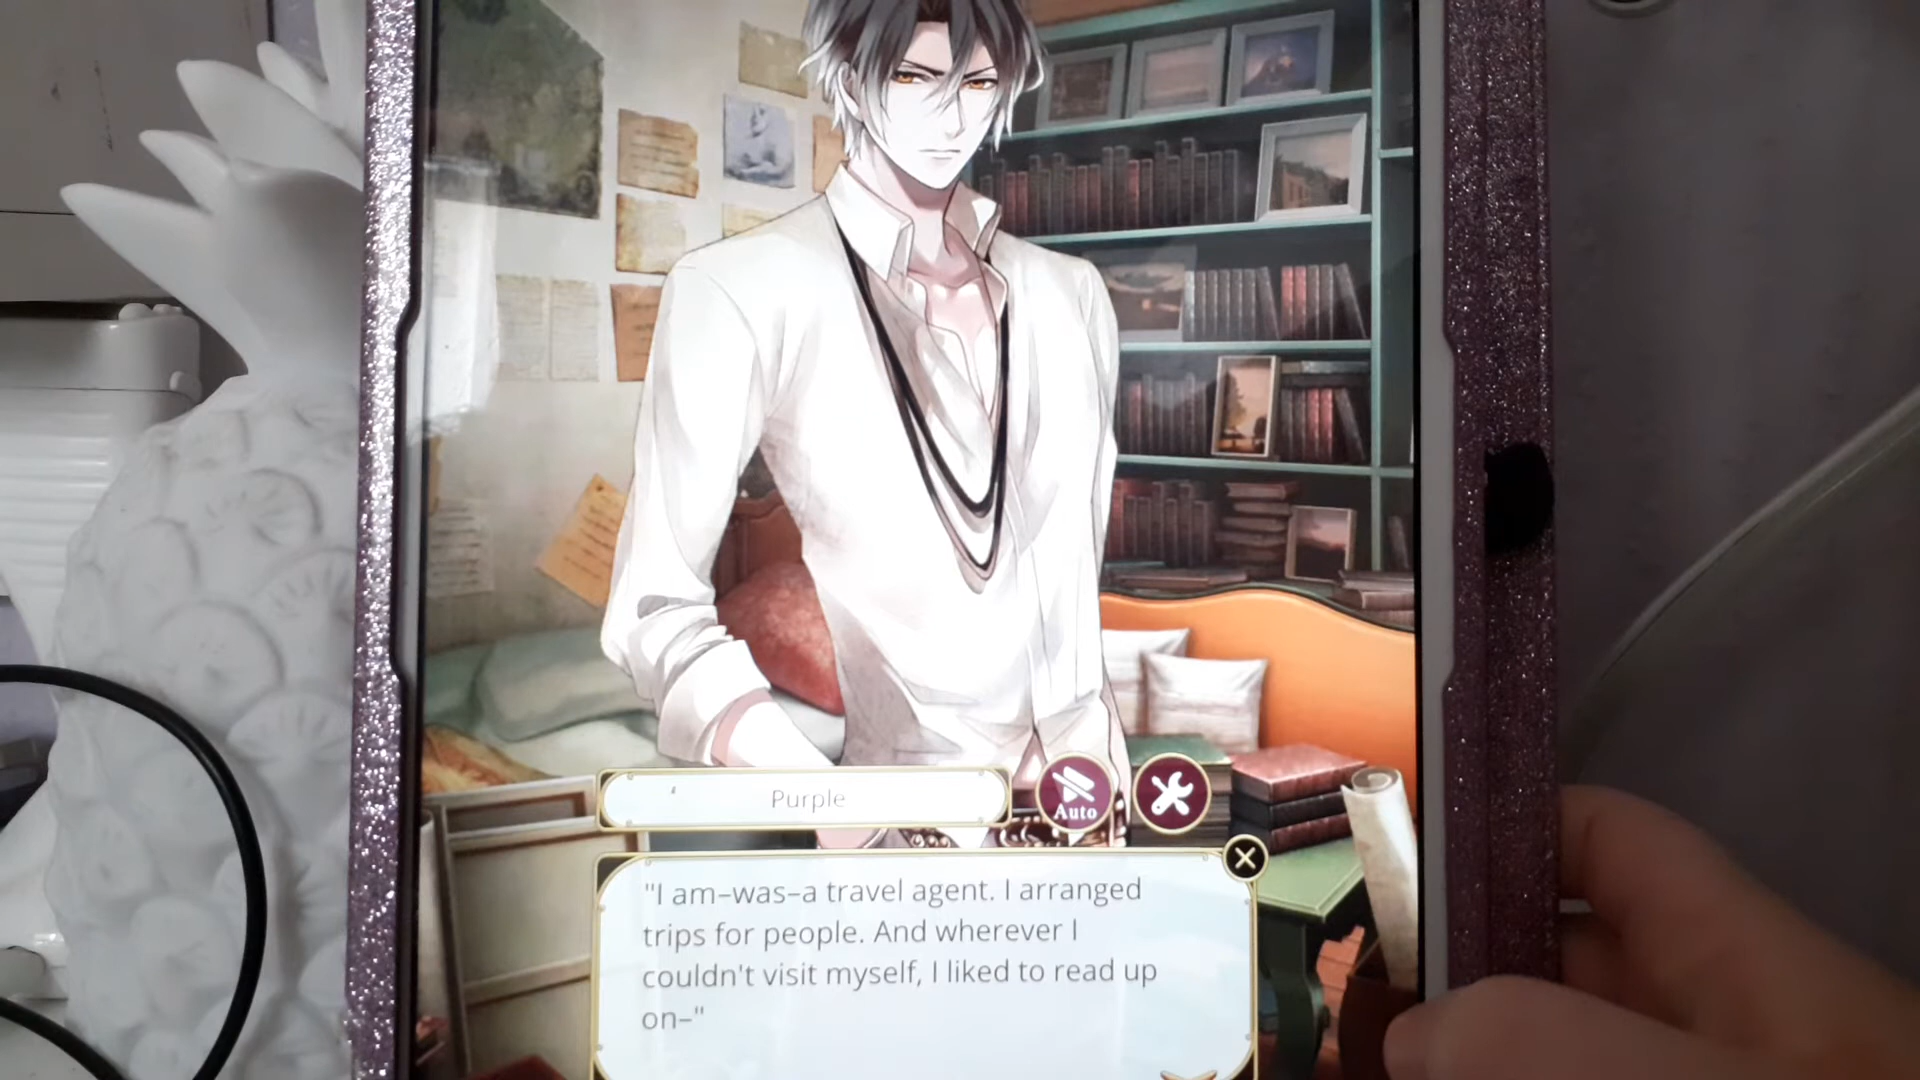 Purple
Auto
"I am–was–a travel agent. I arranged
trips for people. And wherever I
couldn't visit myself, I liked to read up
on–"